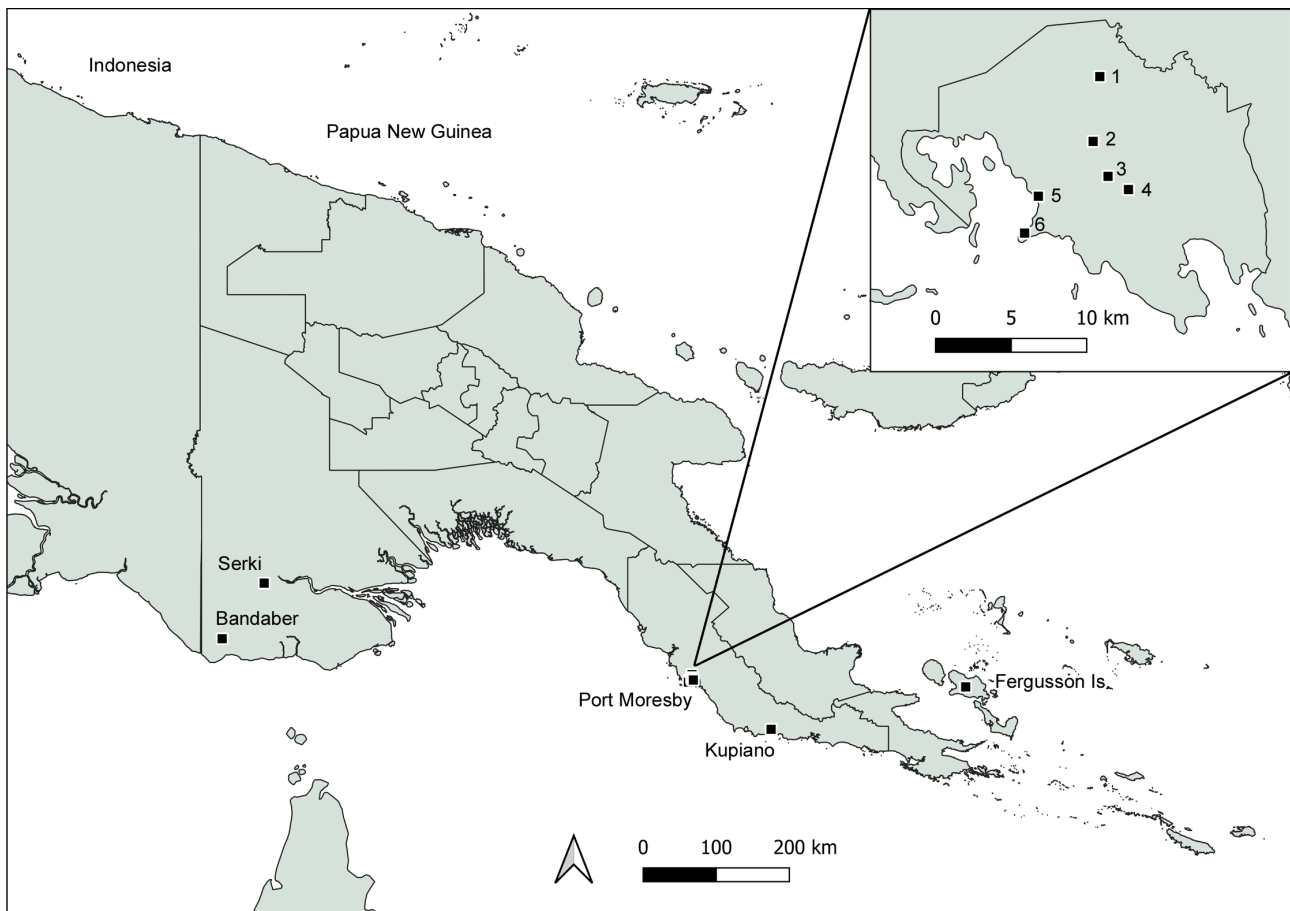 Indonesia
Papua New Guinea
1
2
3
4
5
6
0 5 10 km
Serki
Bandaber
Port Moresby
Kupiano
Fergusson Is.
0 100 200 km